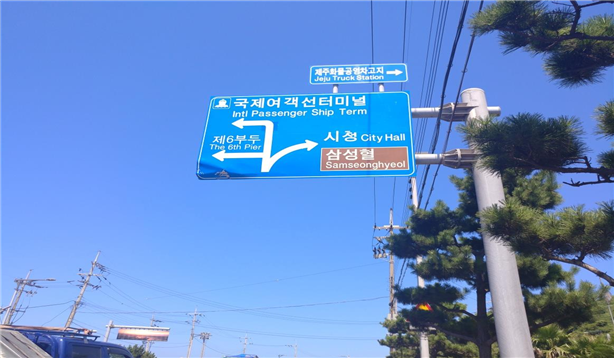 제주화물공영차고지
Jeju Truck Station
국제여객선터미널
Intl Passenger Ship Term
제6부두
The 6th Pier
시청 City Hall
삼성혈
Samseonghyeol